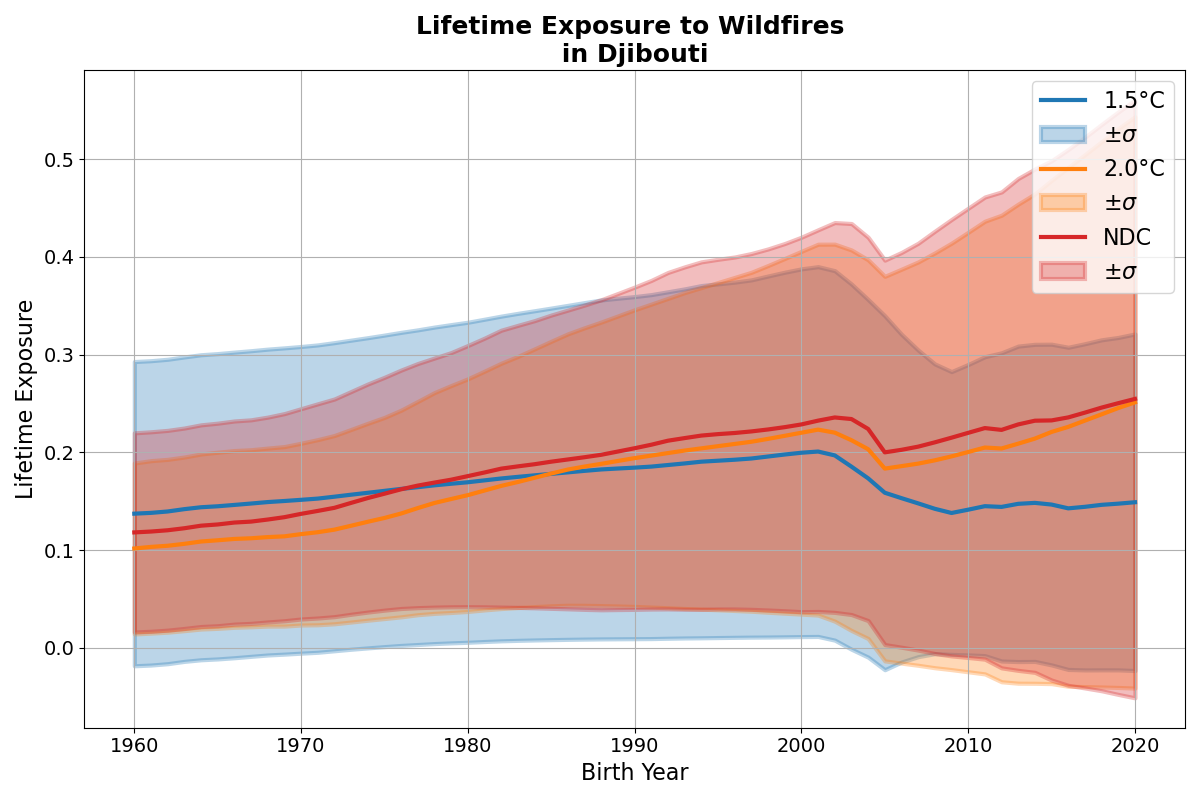 Lifetime Exposure to Wildfires
in Djibouti
Lifetime Exposure
0.5
0.4
0.3
0.2
0.1
0.0
1960 1970 1980 1990 2000 2010 2020
Birth Year
1.5°C
±σ
2.0°C
±σ
NDC
±σ